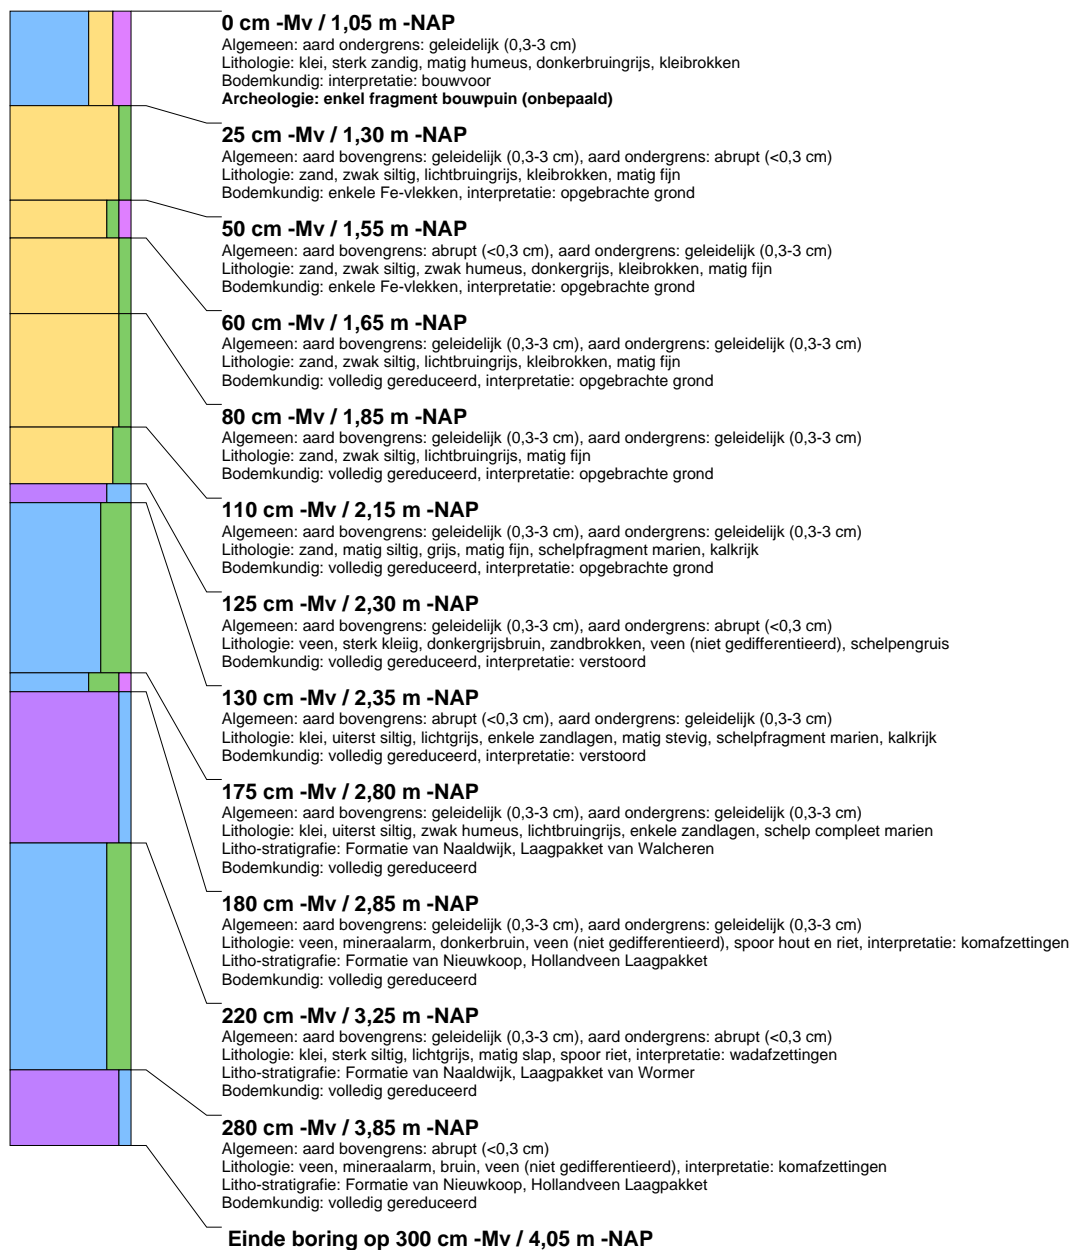 0 cm -Mv / 1,05 m -NAP
Algemeen: aard ondergrens: geleidelijk (0,3-3 cm)
Lithologie: klei, sterk zandig, matig humeus, donkerbruingrijs, kleibrokken
Bodemkundig: interpretatie: bouwvoor
Archeologie: enkel fragment bouwpuin (onbepaald)
25 cm -Mv / 1,30 m -NAP
Algemeen: aard bovengrens: geleidelijk (0,3-3 cm), aard ondergrens: abrupt (<0,3 cm)
Lithologie: zand, zwak siltig, lichtbruingrijs, kleibrokken, matig fijn
Bodemkundig: enkele Fe-vlekken, interpretatie: opgebrachte grond
50 cm -Mv / 1,55 m -NAP
Algemeen: aard bovengrens: abrupt (<0,3 cm), aard ondergrens: geleidelijk (0,3-3 cm)
Lithologie: zand, zwak siltig, zwak humeus, donkergrijs, kleibrokken, matig fijn
Bodemkundig: enkele Fe-vlekken, interpretatie: opgebrachte grond
60 cm -Mv / 1,65 m -NAP
Algemeen: aard bovengrens: geleidelijk (0,3-3 cm), aard ondergrens: geleidelijk (0,3-3 cm)
Lithologie: zand, zwak siltig, lichtbruingrijs, kleibrokken, matig fijn
Bodemkundig: volledig gereduceerd, interpretatie: opgebrachte grond
80 cm -Mv / 1,85 m -NAP
Algemeen: aard bovengrens: geleidelijk (0,3-3 cm), aard ondergrens: geleidelijk (0,3-3 cm)
Lithologie: zand, zwak siltig, lichtbruingrijs, matig fijn
Bodemkundig: volledig gereduceerd, interpretatie: opgebrachte grond
110 cm -Mv / 2,15 m -NAP
Algemeen: aard bovengrens: geleidelijk (0,3-3 cm), aard ondergrens: geleidelijk (0,3-3 cm)
Lithologie: zand, matig siltig, grijs, matig fijn, schelpfragment marien, kalkrijk
Bodemkundig: volledig gereduceerd, interpretatie: opgebrachte grond
125 cm -Mv / 2,30 m -NAP
Algemeen: aard bovengrens: geleidelijk (0,3-3 cm), aard ondergrens: abrupt (<0,3 cm)
Lithologie: veen, sterk kleiig, donkergrijsbruin, zandbrokken, veen (niet gedifferentieerd), schelpengruis
Bodemkundig: volledig gereduceerd, interpretatie: verstoord
130 cm -Mv / 2,35 m -NAP
Algemeen: aard bovengrens: abrupt (<0,3 cm), aard ondergrens: geleidelijk (0,3-3 cm)
Lithologie: klei, uiterst siltig, lichtgrijs, enkele zandlagen, matig stevig, schelpfragment marien, kalkrijk
Bodemkundig: volledig gereduceerd, interpretatie: verstoord
175 cm -Mv / 2,80 m -NAP
Algemeen: aard bovengrens: geleidelijk (0,3-3 cm), aard ondergrens: geleidelijk (0,3-3 cm)
Lithologie: klei, uiterst siltig, zwak humeus, lichtbruingrijs, enkele zandlagen, schelp compleet marien
Litho-stratigrafie: Formatie van Naaldwijk, Laagpakket van Walcheren
Bodemkundig: volledig gereduceerd
180 cm -Mv / 2,85 m -NAP
Algemeen: aard bovengrens: geleidelijk (0,3-3 cm), aard ondergrens: geleidelijk (0,3-3 cm)
Lithologie: veen, mineraalarm, donkerbruin, veen (niet gedifferentieerd), spoor hout en riet, interpretatie: komafzettingen
Litho-stratigrafie: Formatie van Nieuwkoop, Hollandveen Laagpakket
Bodemkundig: volledig gereduceerd
220 cm -Mv / 3,25 m -NAP
Algemeen: aard bovengrens: geleidelijk (0,3-3 cm), aard ondergrens: abrupt (<0,3 cm)
Lithologie: klei, sterk siltig, lichtgrijs, matig slap, spoor riet, interpretatie: wadafzettingen
Litho-stratigrafie: Formatie van Naaldwijk, Laagpakket van Wormer
Bodemkundig: volledig gereduceerd
280 cm -Mv / 3,85 m -NAP
Algemeen: aard bovengrens: abrupt (<0,3 cm)
Lithologie: veen, mineraalarm, bruin, veen (niet gedifferentieerd), interpretatie: komafzettingen
Litho-stratigrafie: Formatie van Nieuwkoop, Hollandveen Laagpakket
Bodemkundig: volledig gereduceerd
Einde boring op 300 cm -Mv / 4,05 m -NAP